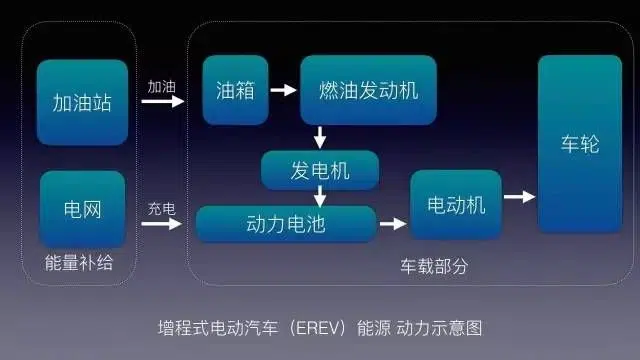 加油站
加油
油箱
燃油发动机
车轮
发电机
电网
充电
动力电池
电动机
能量补给
车载部分
增程式电动汽车（EREV）能源 动力示意图